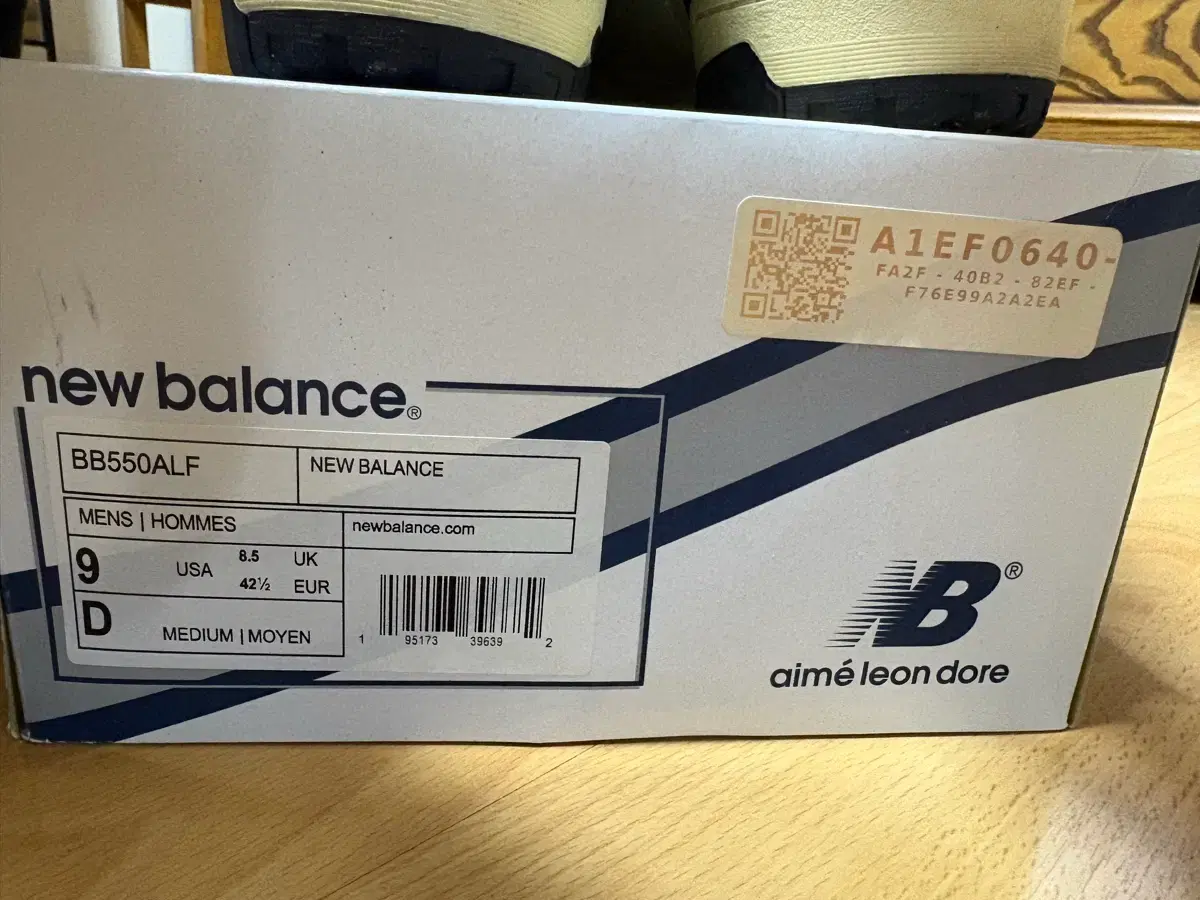 A1EF0640-
FA2F - 40B2 - 82EF -
F76E99A2A2EA
new balance®
BB550ALF
NEW BALANCE
MENS | HOMMES
newbalance.com
9 USA 8.5 UK
42½ EUR
D MEDIUM | MOYEN
1 95173 39639 2
NB®
aimé leon dore